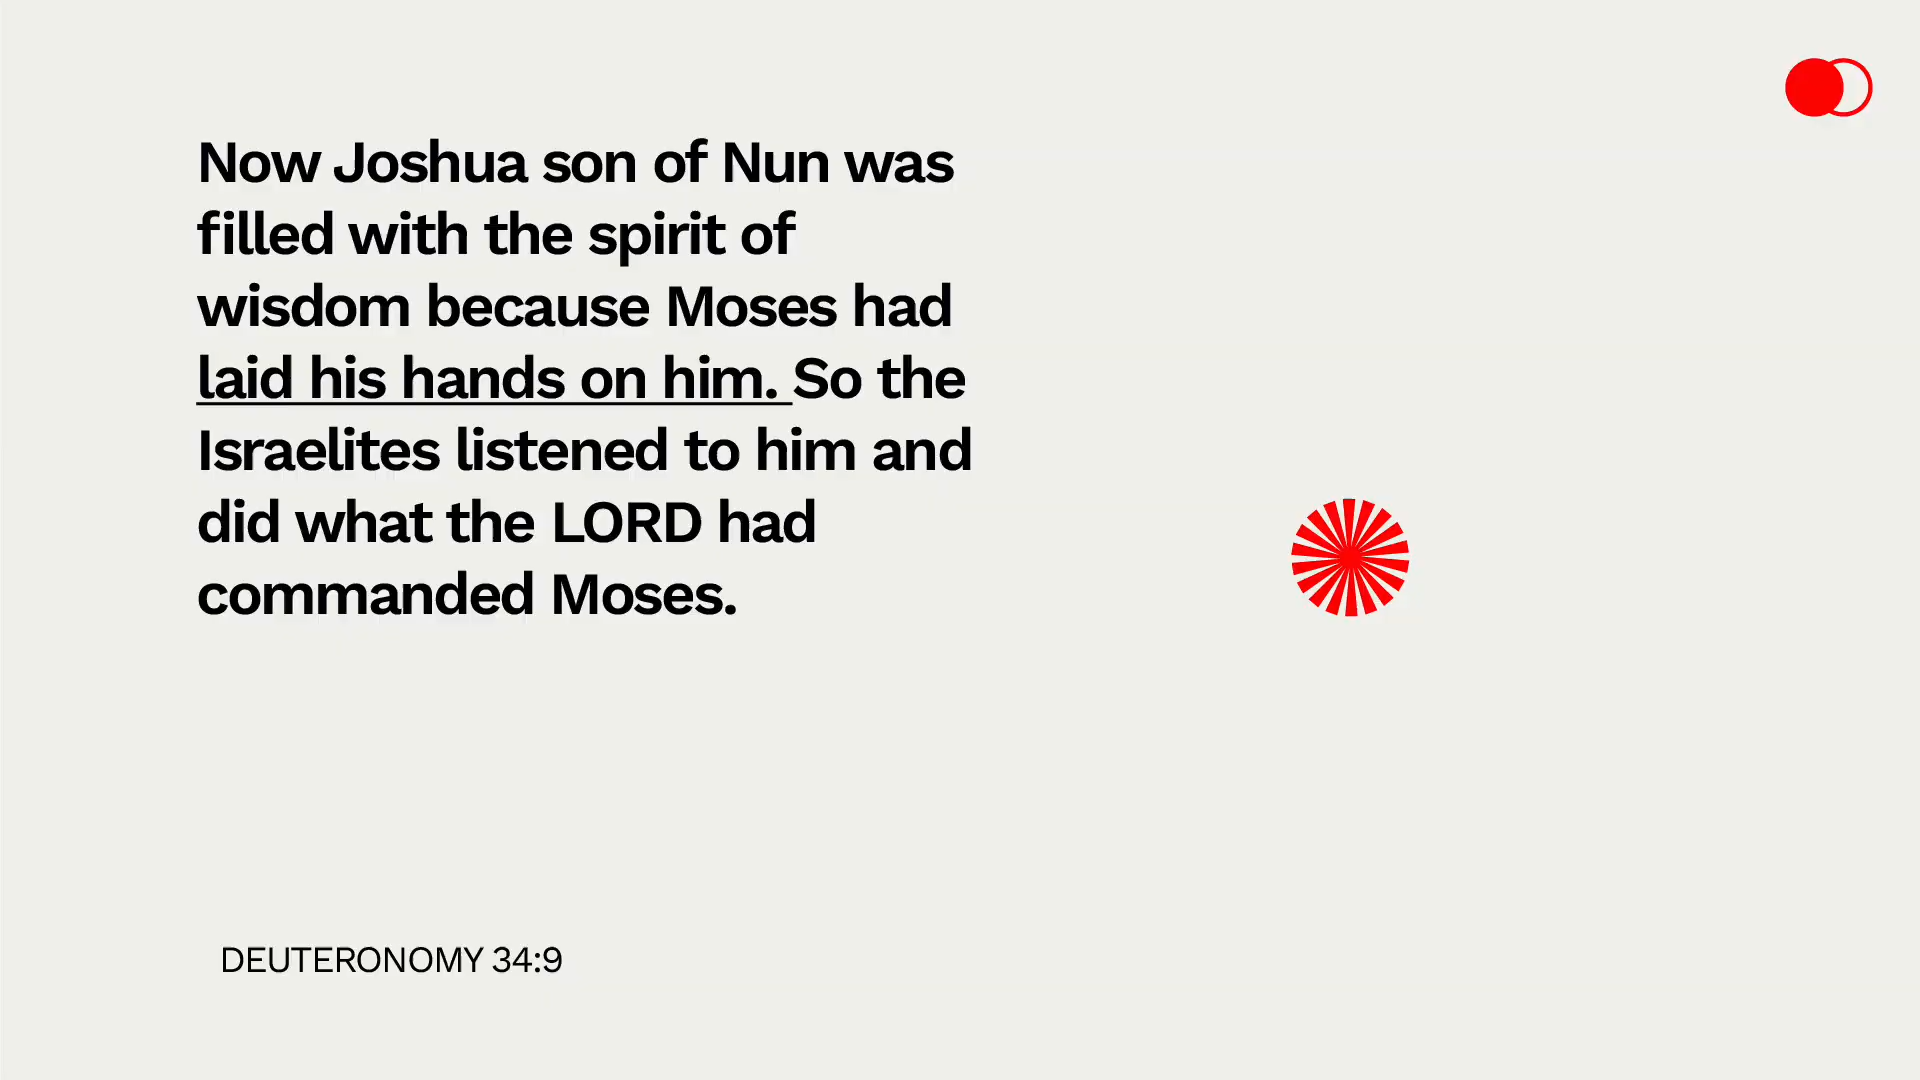 Now Joshua son of Nun was
filled with the spirit of
wisdom because Moses had
laid his hands on him. So the
Israelites listened to him and
did what the LORD had
commanded Moses.
DEUTERONOMY 34:9